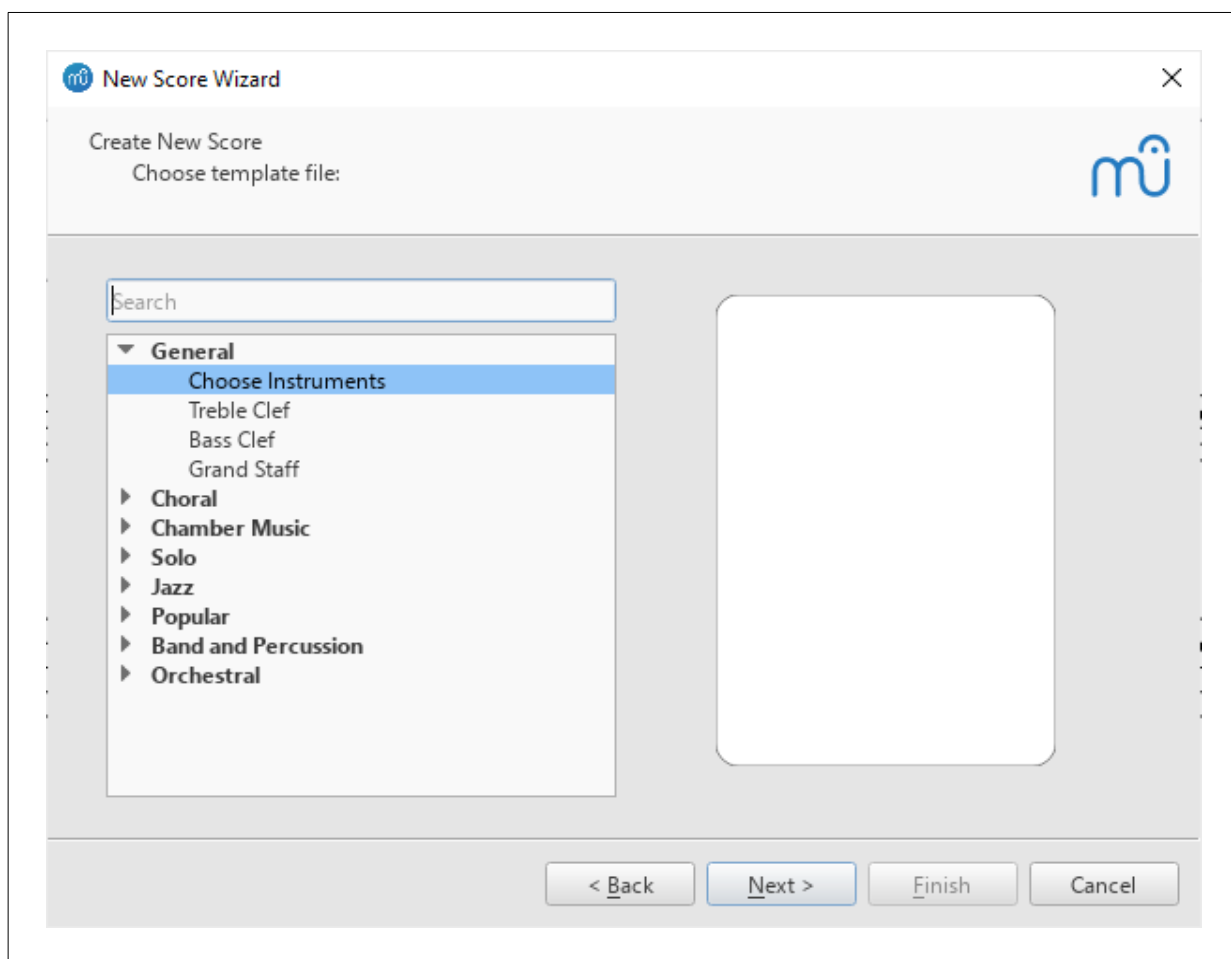 New Score Wizard
Create New Score
Choose template file:
Search
General
Choose Instruments
Treble Clef
Bass Clef
Grand Staff
Choral
Chamber Music
Solo
Jazz
Popular
Band and Percussion
Orchestral
< Back
Next >
Finish
Cancel